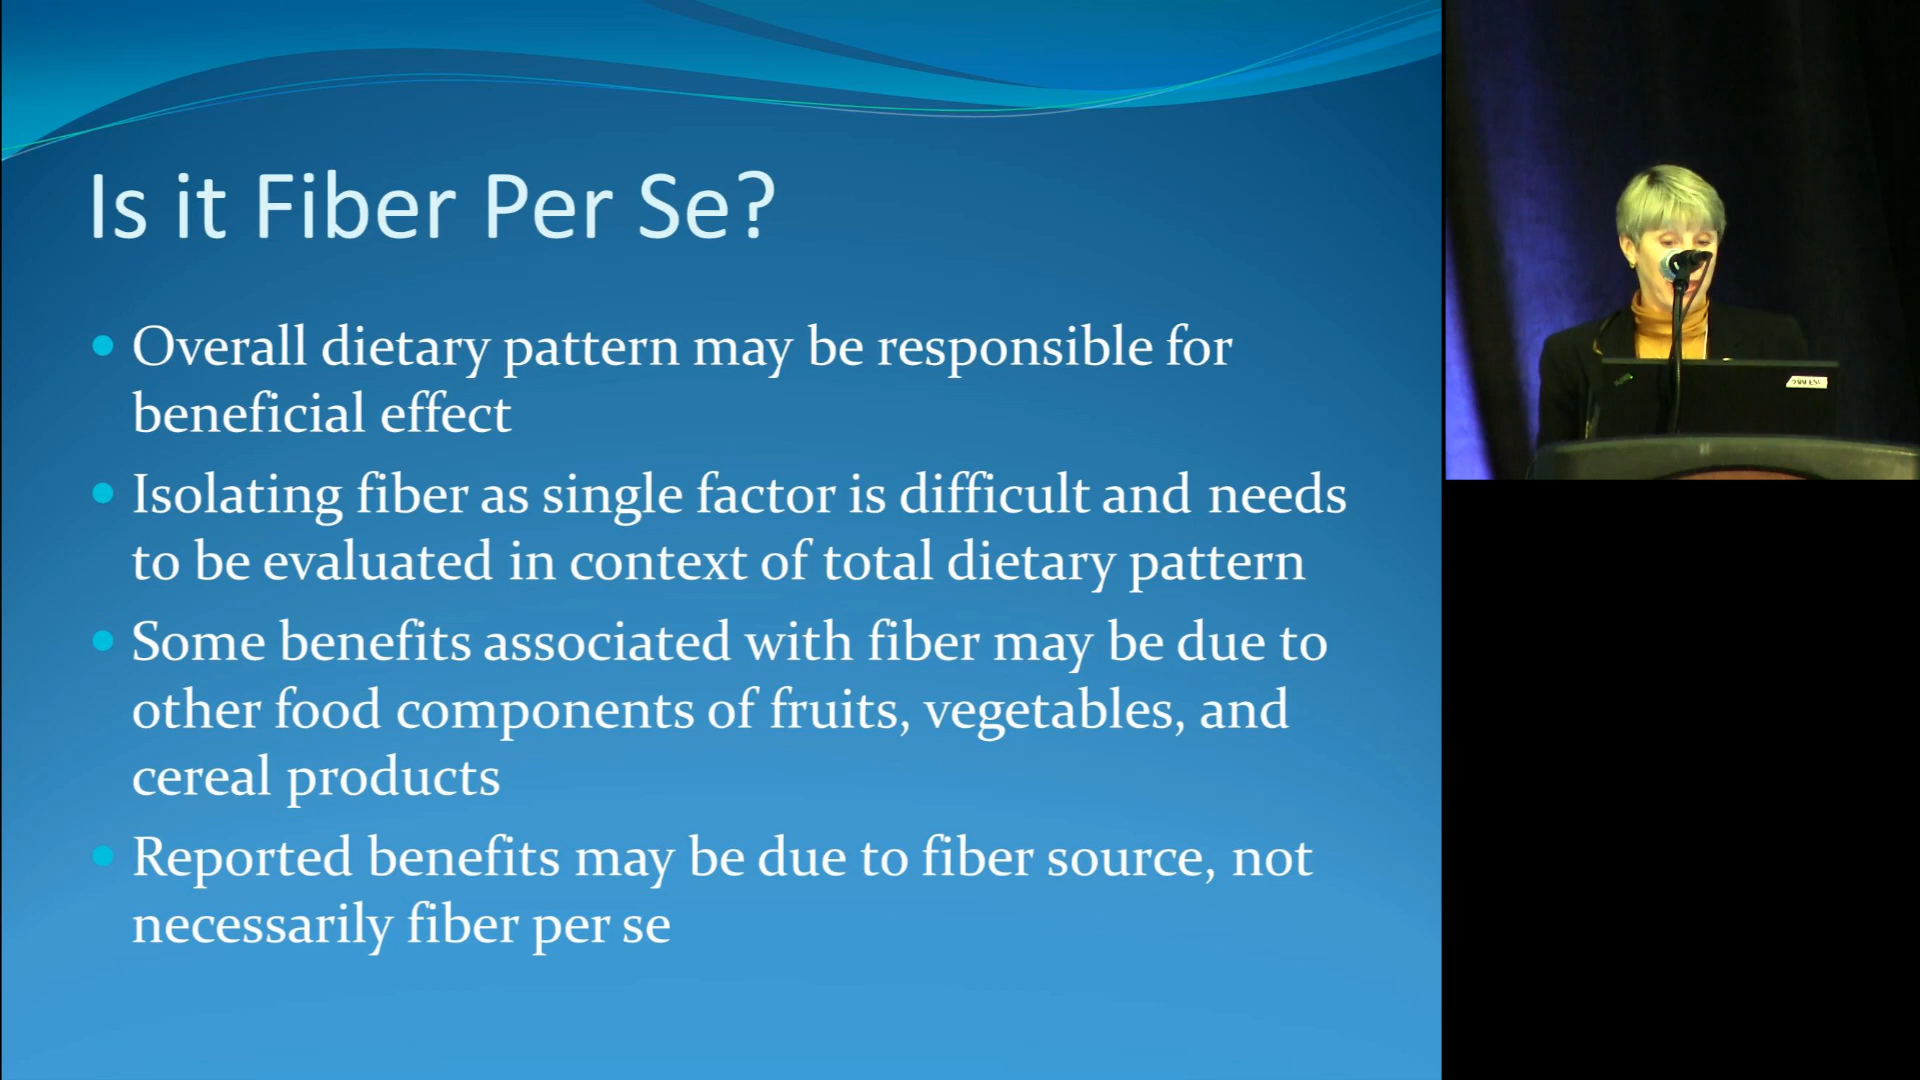 Is it Fiber Per Se?
Overall dietary pattern may be responsible for
beneficial effect
Isolating fiber as single factor is difficult and needs
to be evaluated in context of total dietary pattern
Some benefits associated with fiber may be due to
other food components of fruits, vegetables, and
cereal products
Reported benefits may be due to fiber source, not
necessarily fiber per se